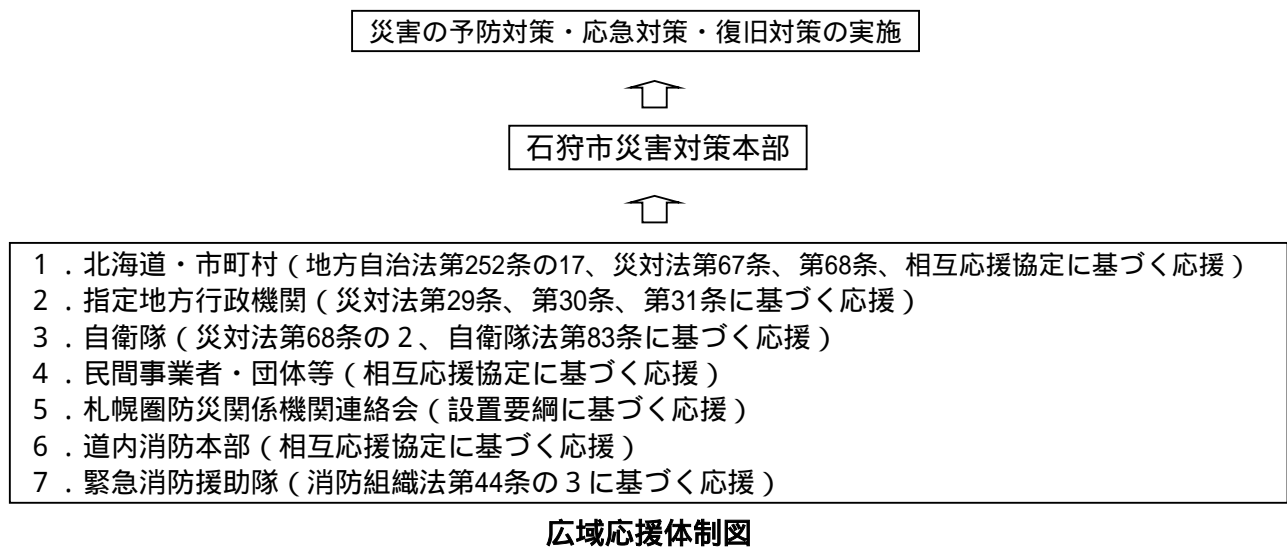 災害の予防対策・応急対策・復旧対策の実施
石狩市災害対策本部
1．北海道・市町村（地方自治法第252条の17、災対法第67条、第68条、相互応援協定に基づく応援）
2．指定地方行政機関（災対法第29条、第30条、第31条に基づく応援）
3．自衛隊（災対法第68条の２、自衛隊法第83条に基づく応援）
4．民間事業者・団体等（相互応援協定に基づく応援）
5．札幌圏防災関係機関連絡会（設置要綱に基づく応援）
6．道内消防本部（相互応援協定に基づく応援）
7．緊急消防援助隊（消防組織法第44条の３に基づく応援）
広域応援体制図